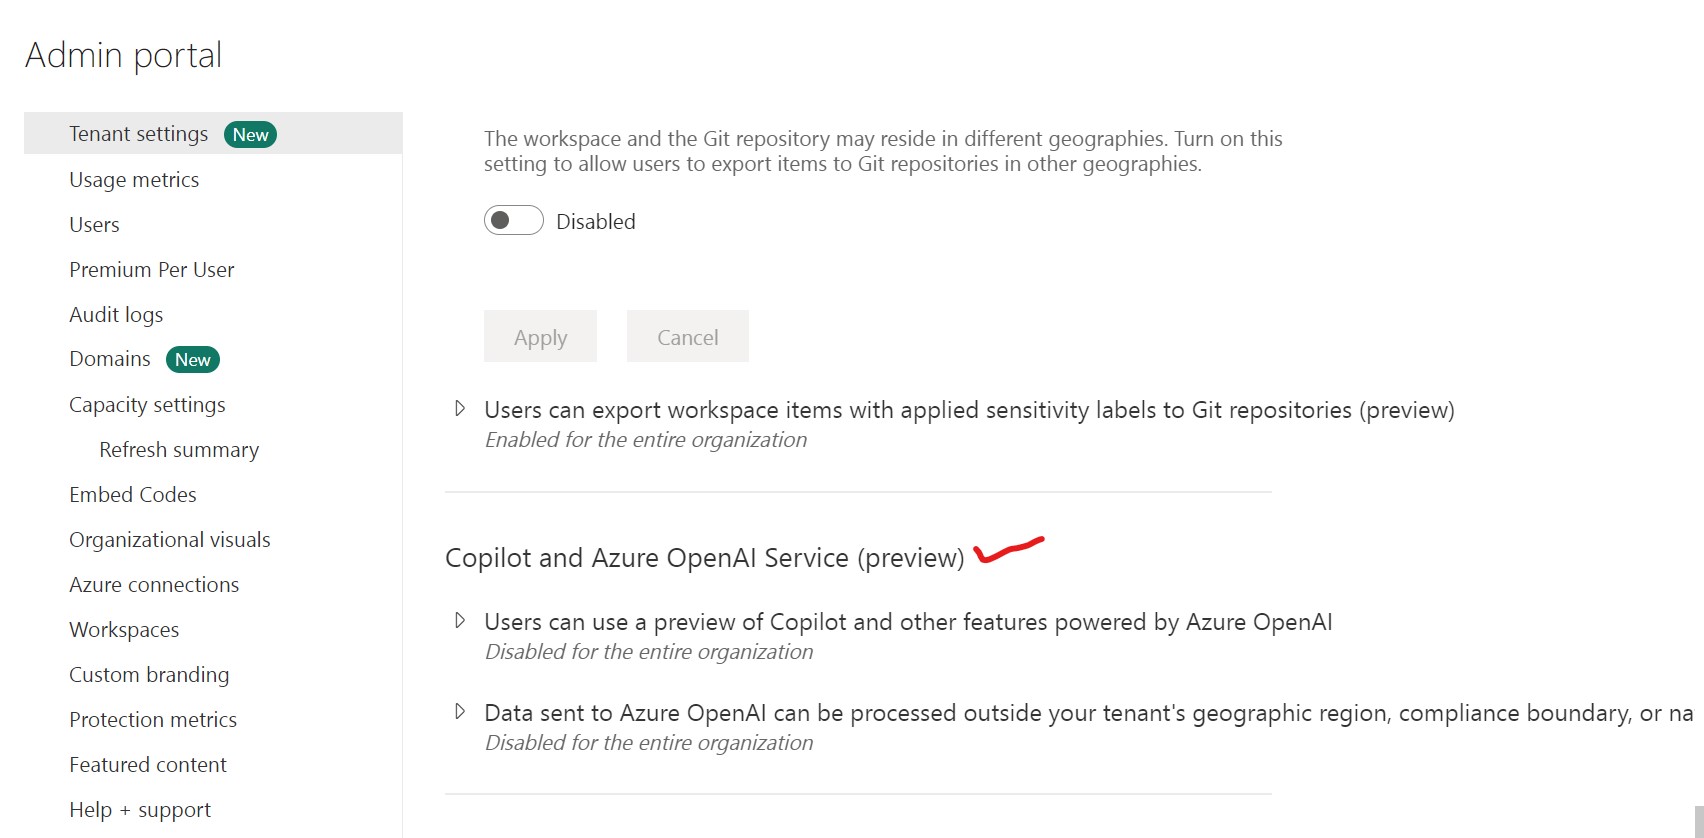 Admin portal
Tenant settings New
Usage metrics
Users
Premium Per User
Audit logs
Domains New
Capacity settings
Refresh summary
Embed Codes
Organizational visuals
Azure connections
Workspaces
Custom branding
Protection metrics
Featured content
Help + support
The workspace and the Git repository may reside in different geographies. Turn on this
setting to allow users to export items to Git repositories in other geographies.
Disabled
Apply Cancel
Users can export workspace items with applied sensitivity labels to Git repositories (preview)
Enabled for the entire organization
Copilot and Azure OpenAI Service (preview)
Users can use a preview of Copilot and other features powered by Azure OpenAI
Disabled for the entire organization
Data sent to Azure OpenAI can be processed outside your tenant's geographic region, compliance boundary, or na
Disabled for the entire organization